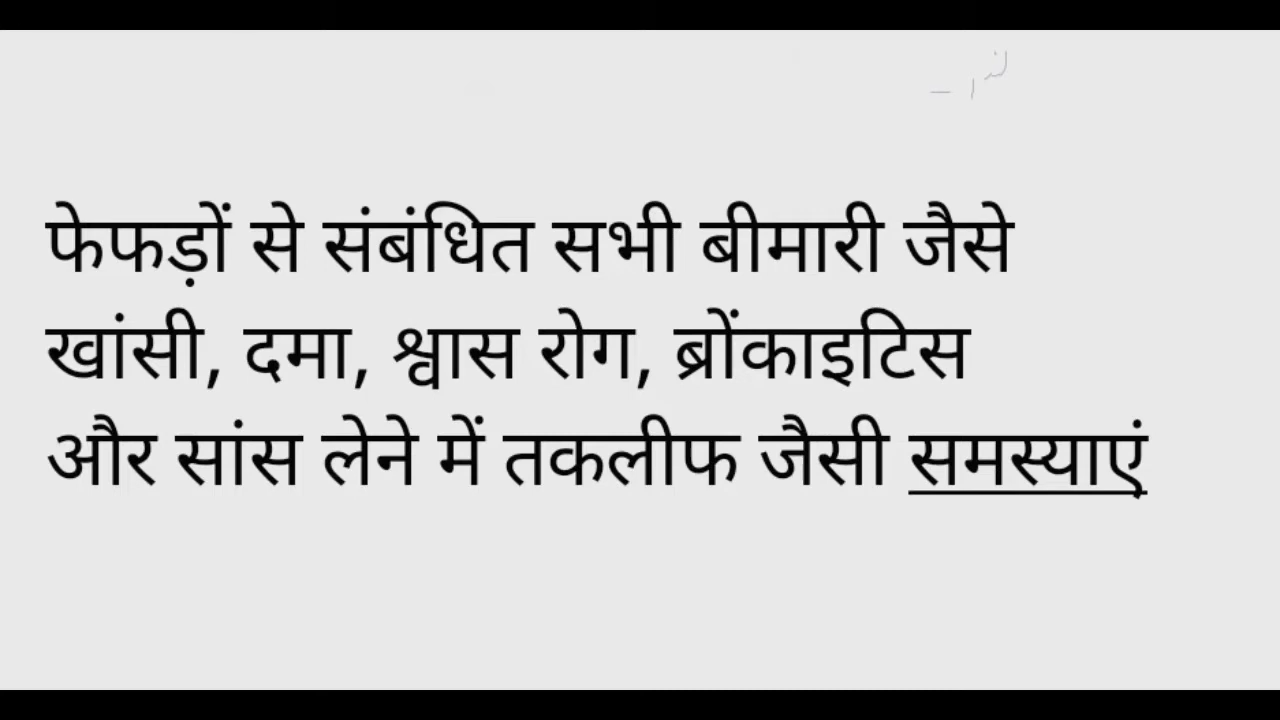 फेफड़ों से संबंधित सभी बीमारी जैसे
खांसी, दमा, श्वास रोग, ब्रोंकाइटिस
और सांस लेने में तकलीफ जैसी समस्याएं